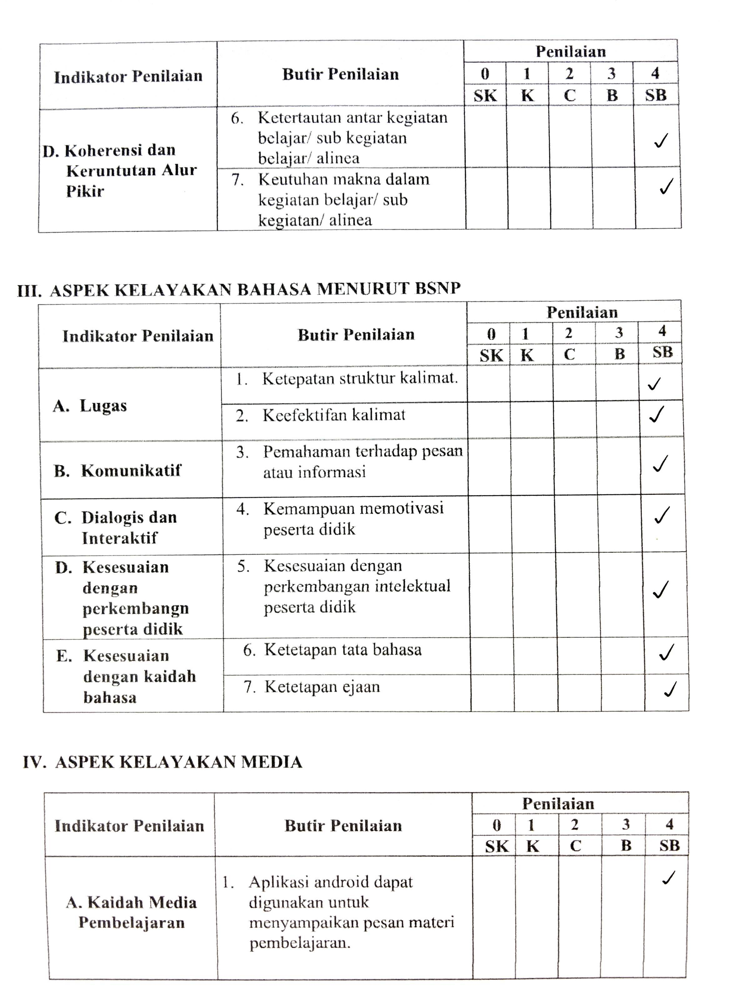 Indikator Penilaian
Butir Penilaian
Penilaian
0 1 2 3 4
SK K C B SB
D. Koherensi dan
Keruntutan Alur
Pikir
6. Ketertautan antar kegiatan
belajar/ sub kegiatan
belajar/ alinea
✓
7. Keutuhan makna dalam
kegiatan belajar/ sub
kegiatan/ alinea
✓
III. ASPEK KELAYAKAN BAHASA MENURUT BSNP
Indikator Penilaian
Butir Penilaian
Penilaian
0 1 2 3 4
SK K C B SB
A. Lugas
1. Ketepatan struktur kalimat.
✓
2. Keefektifan kalimat
✓
B. Komunikatif
3. Pemahaman terhadap pesan
atau informasi
✓
C. Dialogis dan
Interaktif
4. Kemampuan memotivasi
peserta didik
✓
D. Kesesuaian
dengan
perkembangn
peserta didik
5. Kesesuaian dengan
perkembangan intelektual
peserta didik
✓
E. Kesesuaian
dengan kaidah
bahasa
6. Ketetapan tata bahasa
✓
7. Ketetapan ejaan
✓
IV. ASPEK KELAYAKAN MEDIA
Indikator Penilaian
Butir Penilaian
Penilaian
0 1 2 3 4
SK K C B SB
A. Kaidah Media
Pembelajaran
1. Aplikasi android dapat
digunakan untuk
menyampaikan pesan materi
pembelajaran.
✓